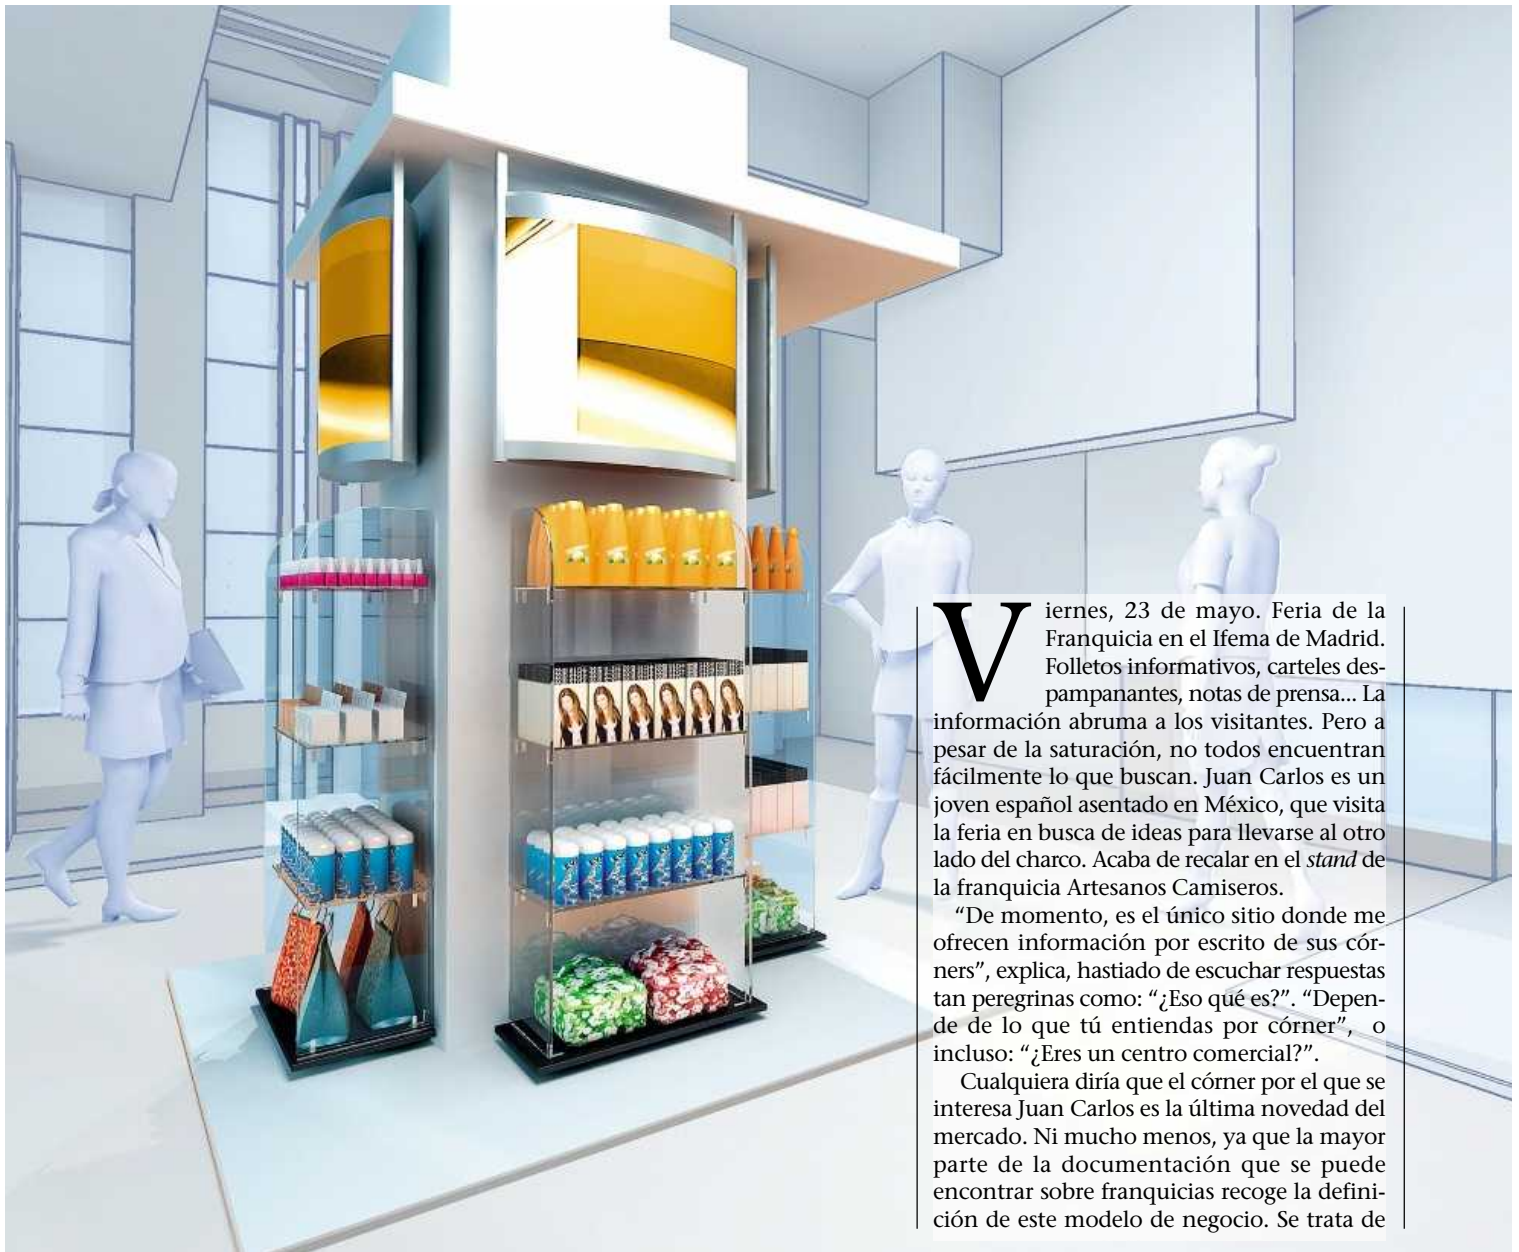 Viernes, 23 de mayo. Feria de la
Franquicia en el Ifema de Madrid.
Folletos informativos, carteles des-
pampanantes, notas de prensa... La
información abruma a los visitantes. Pero a
pesar de la saturación, no todos encuentran
fácilmente lo que buscan. Juan Carlos es un
joven español asentado en México, que visita
la feria en busca de ideas para llevarse al otro
lado del charco. Acaba de recalar en el stand de
la franquicia Artesanos Camiseros.
“De momento, es el único sitio donde me
ofrecen información por escrito de sus cór-
ners”, explica, hastiado de escuchar respuestas
tan peregrinas como: “¿Eso qué es?”. “Depen-
de de lo que tú entiendas por córner”, o
incluso: “¿Eres un centro comercial?”.
Cualquiera diría que el córner por el que se
interesa Juan Carlos es la última novedad del
mercado. Ni mucho menos, ya que la mayor
parte de la documentación que se puede
encontrar sobre franquicias recoge la defini-
ción de este modelo de negocio. Se trata de